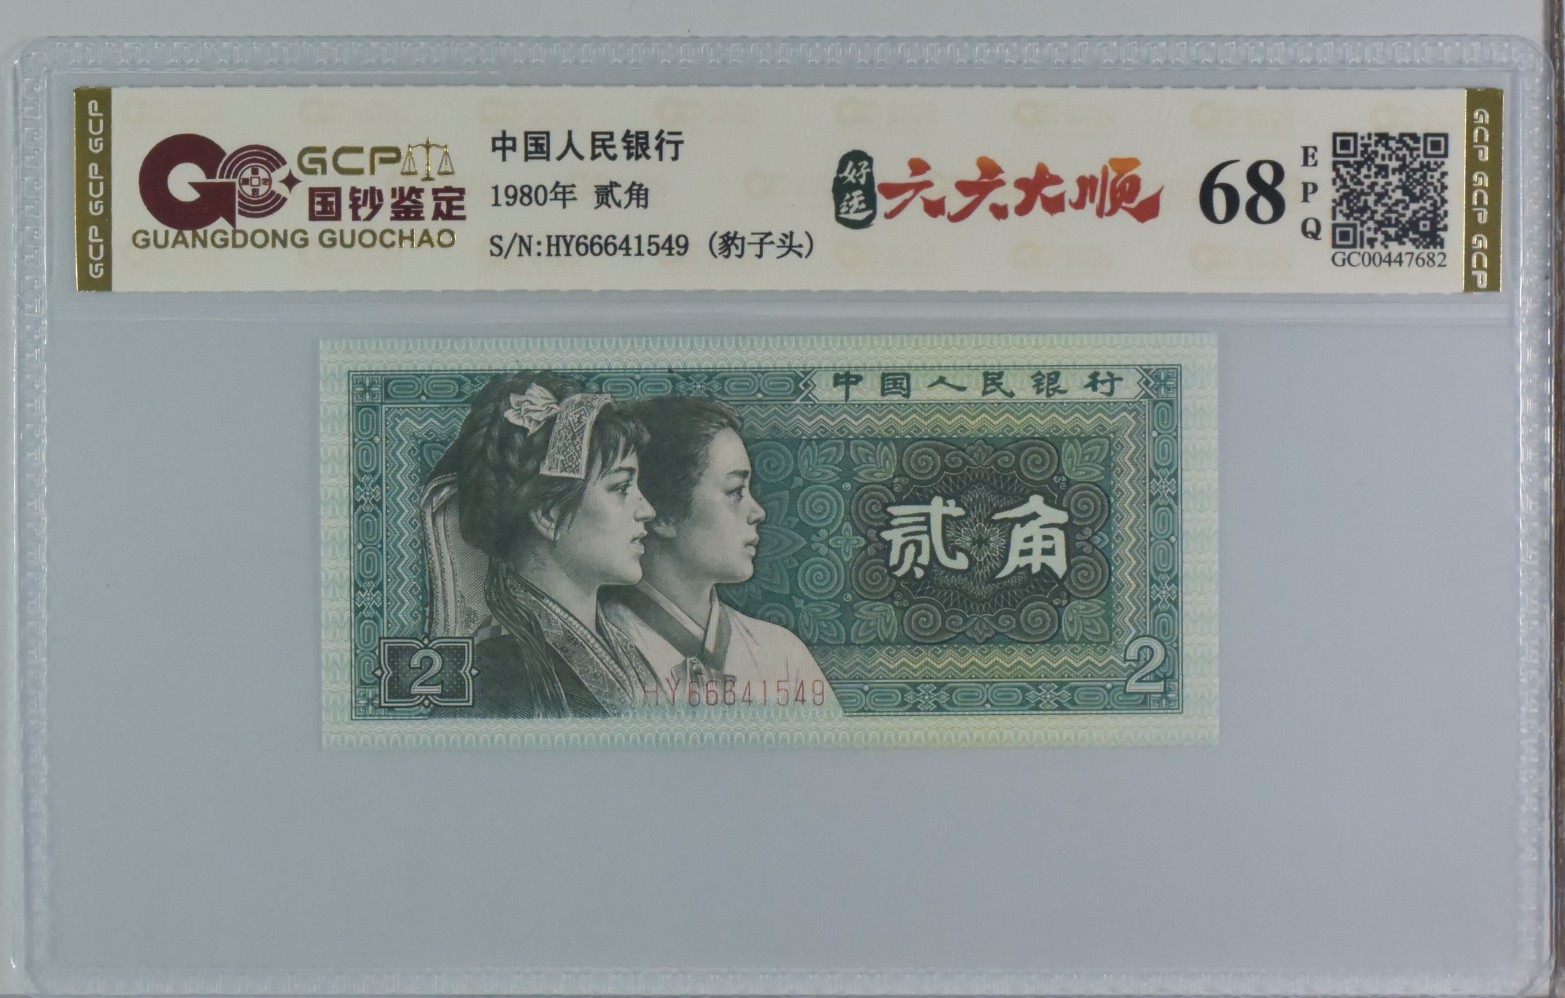 GCP GCP GCP
GCP
国钞鉴定
GUANGDONG GUOCHAO
中国人民银行
1980年 贰角
S/N:HY66641549 (豹子头)
好运
六六大顺
68
EPQ
GC00447682
GCP GCP GCP
中国人民银行
贰角
2
2
HY66641549